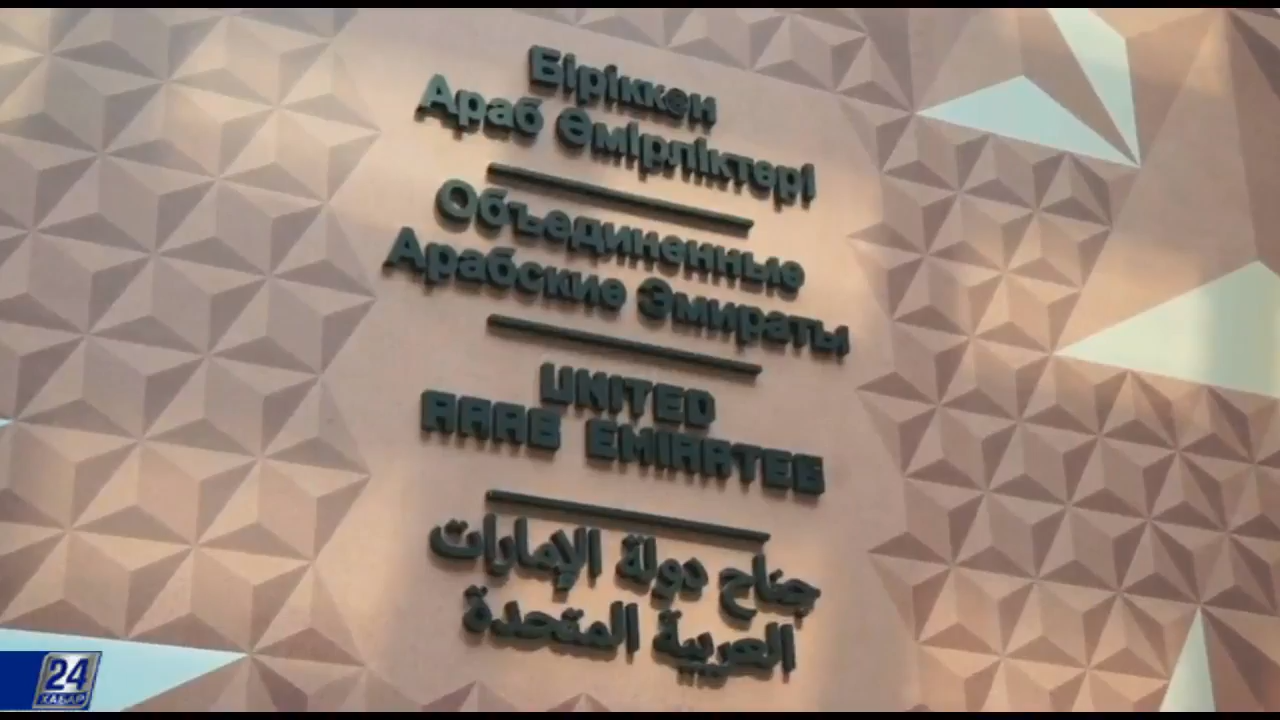 Біріккен
Араб Әмірліктері
Объединенные
Арабские Эмираты
UNITED
ARAB EMIRATES
جناح دولة الإمارات
العربية المتحدة
24
ХАБАР